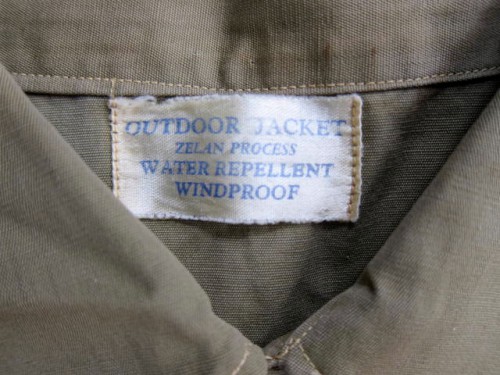 OUTDOOR JACKET
ZELAN PROCESS
WATER REPELLENT
WINDPROOF